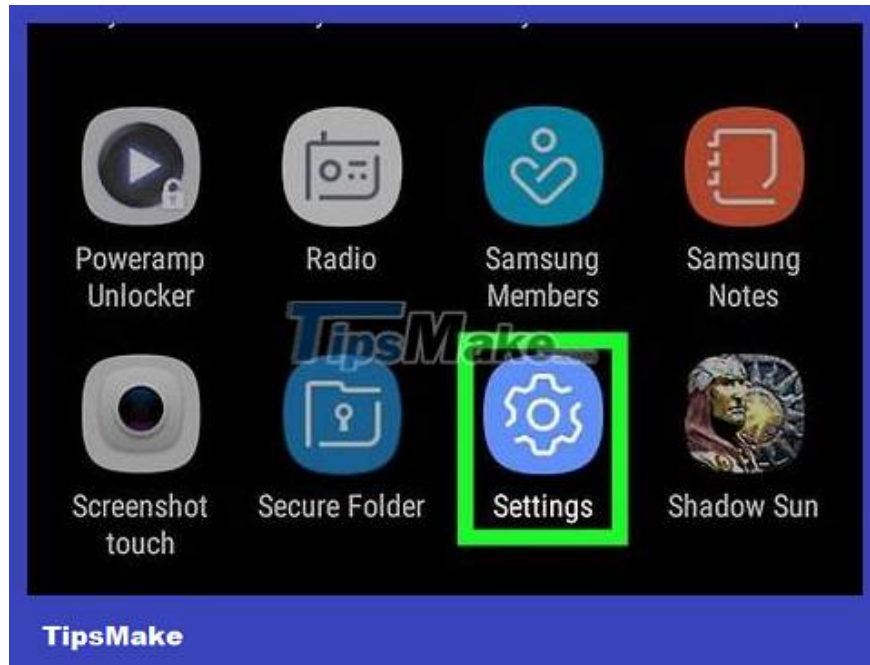 Poweramp Radio Samsung Samsung
Unlocker Members Notes
TipsMake
Screenshot Secure Folder Settings Shadow Sun
touch
TipsMake